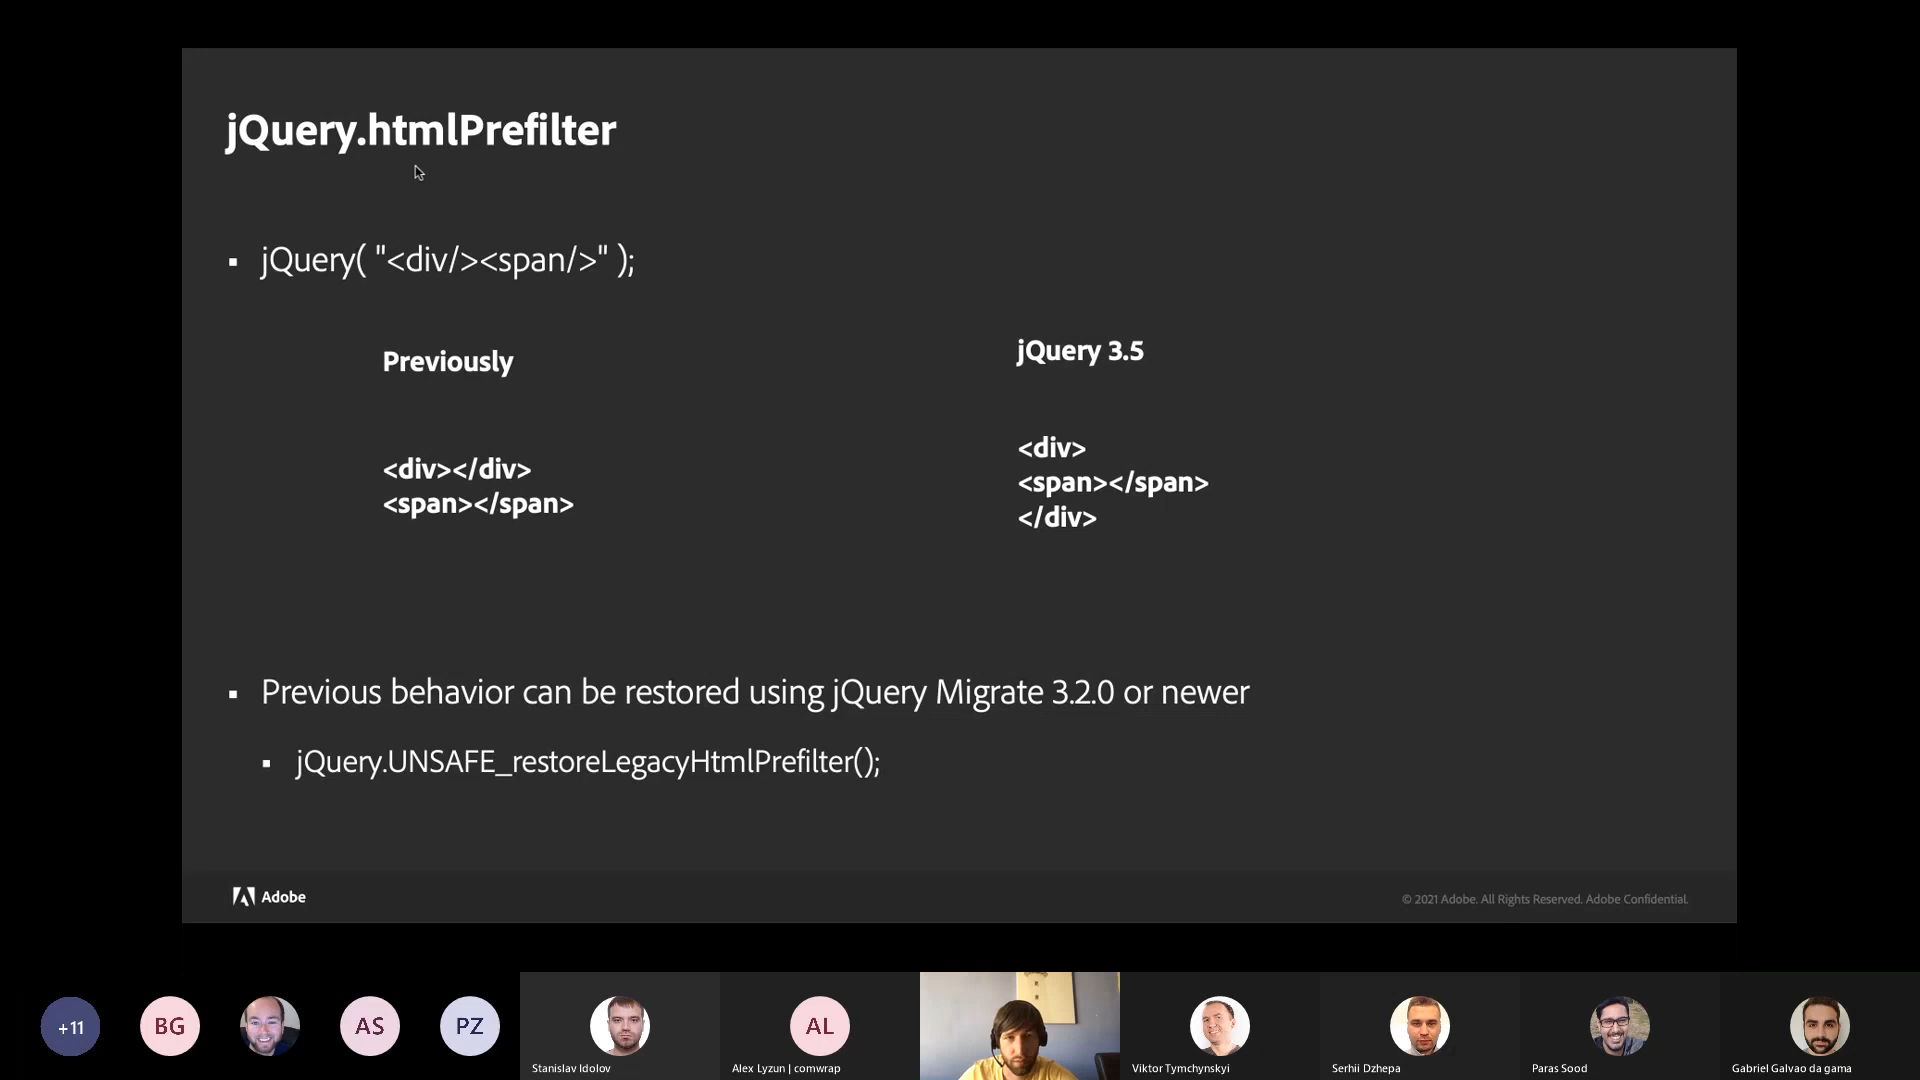 jQuery.htmlPrefilter
▪ jQuery( "<div/><span/>" );
Previously
<div></div>
<span></span>
jQuery 3.5
<div>
<span></span>
</div>
▪ Previous behavior can be restored using jQuery Migrate 3.2.0 or newer
▪ jQuery.UNSAFE_restoreLegacyHtmlPrefilter();
Adobe
© 2021 Adobe. All Rights Reserved. Adobe Confidential.
+11
BG
AS
PZ
AL
Stanislav Idolov
Alex Lyzun | comwrap
Viktor Tymchynskyi
Serhii Dzhepa
Paras Sood
Gabriel Galvao da gama